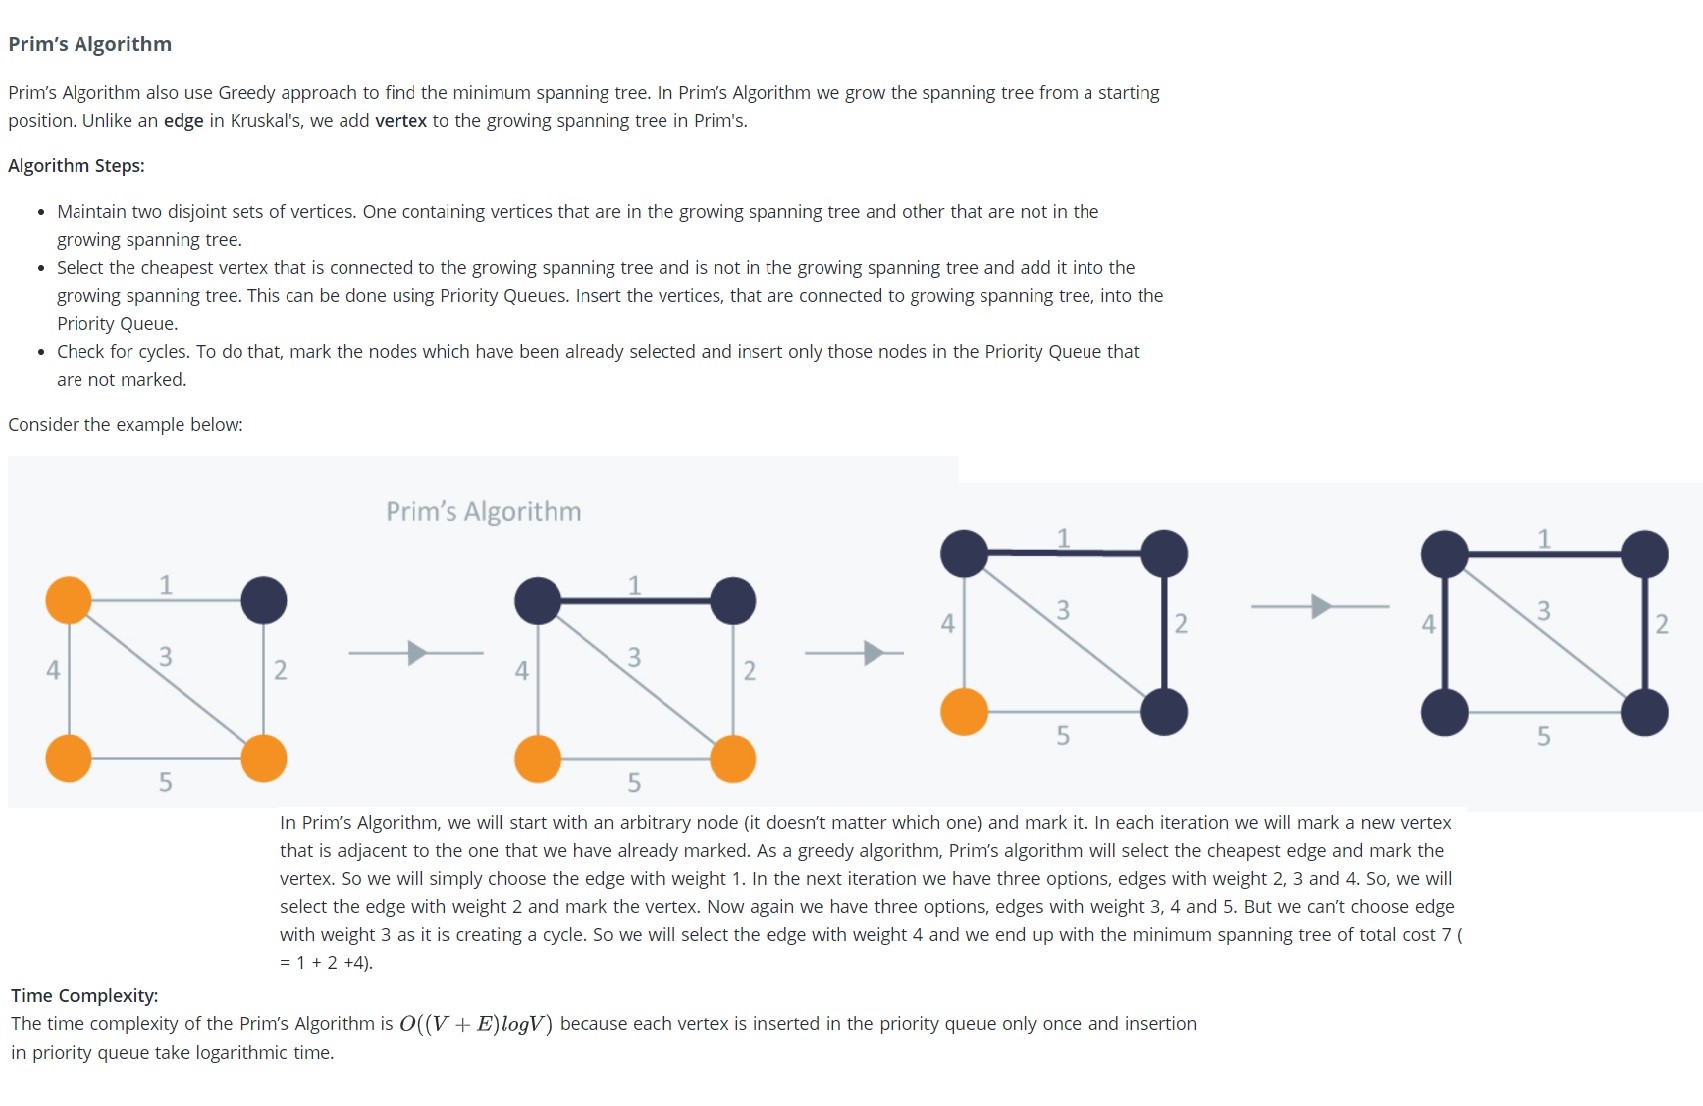 Prim's Algorithm
Prim's Algorithm also use Greedy approach to find the minimum spanning tree. In Prim's Algorithm we grow the spanning tree from a starting
position. Unlike an edge in Kruskal's, we add vertex to the growing spanning tree in Prim's.
Algorithm Steps:
• Maintain two disjoint sets of vertices. One containing vertices that are in the growing spanning tree and other that are not in the
growing spanning tree.
• Select the cheapest vertex that is connected to the growing spanning tree and is not in the growing spanning tree and add it into the
growing spanning tree. This can be done using Priority Queues. Insert the vertices, that are connected to growing spanning tree, into the
Priority Queue.
• Check for cycles. To do that, mark the nodes which have been already selected and insert only those nodes in the Priority Queue that
are not marked.
Consider the example below:
Prim's Algorithm
1
3
4
2
5
1
3
4
2
5
1
3
4
2
5
1
3
4
2
5
In Prim's Algorithm, we will start with an arbitrary node (it doesn't matter which one) and mark it. In each iteration we will mark a new vertex
that is adjacent to the one that we have already marked. As a greedy algorithm, Prim's algorithm will select the cheapest edge and mark the
vertex. So we will simply choose the edge with weight 1. In the next iteration we have three options, edges with weight 2, 3 and 4. So, we will
select the edge with weight 2 and mark the vertex. Now again we have three options, edges with weight 3, 4 and 5. But we can't choose edge
with weight 3 as it is creating a cycle. So we will select the edge with weight 4 and we end up with the minimum spanning tree of total cost 7 (
= 1 + 2 +4).
Time Complexity:
The time complexity of the Prim's Algorithm is O((V + E)logV) because each vertex is inserted in the priority queue only once and insertion
in priority queue take logarithmic time.